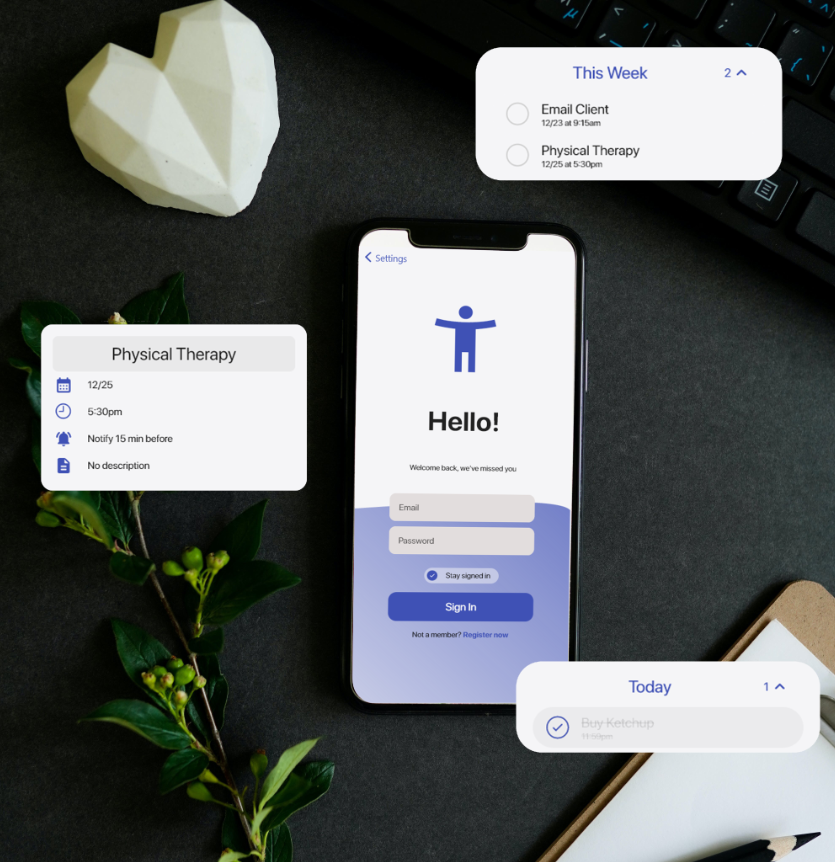 This Week
2
Email Client
12/23 at 9:15am
Physical Therapy
12/25 at 5:30pm
Settings
Physical Therapy
12/25
5:30pm
Notify 15 min before
No description
Hello!
Welcome back, we've missed you
Email
Password
Stay signed in
Sign In
Not a member? Register now
Today
1
Buy Ketchup
11:59pm